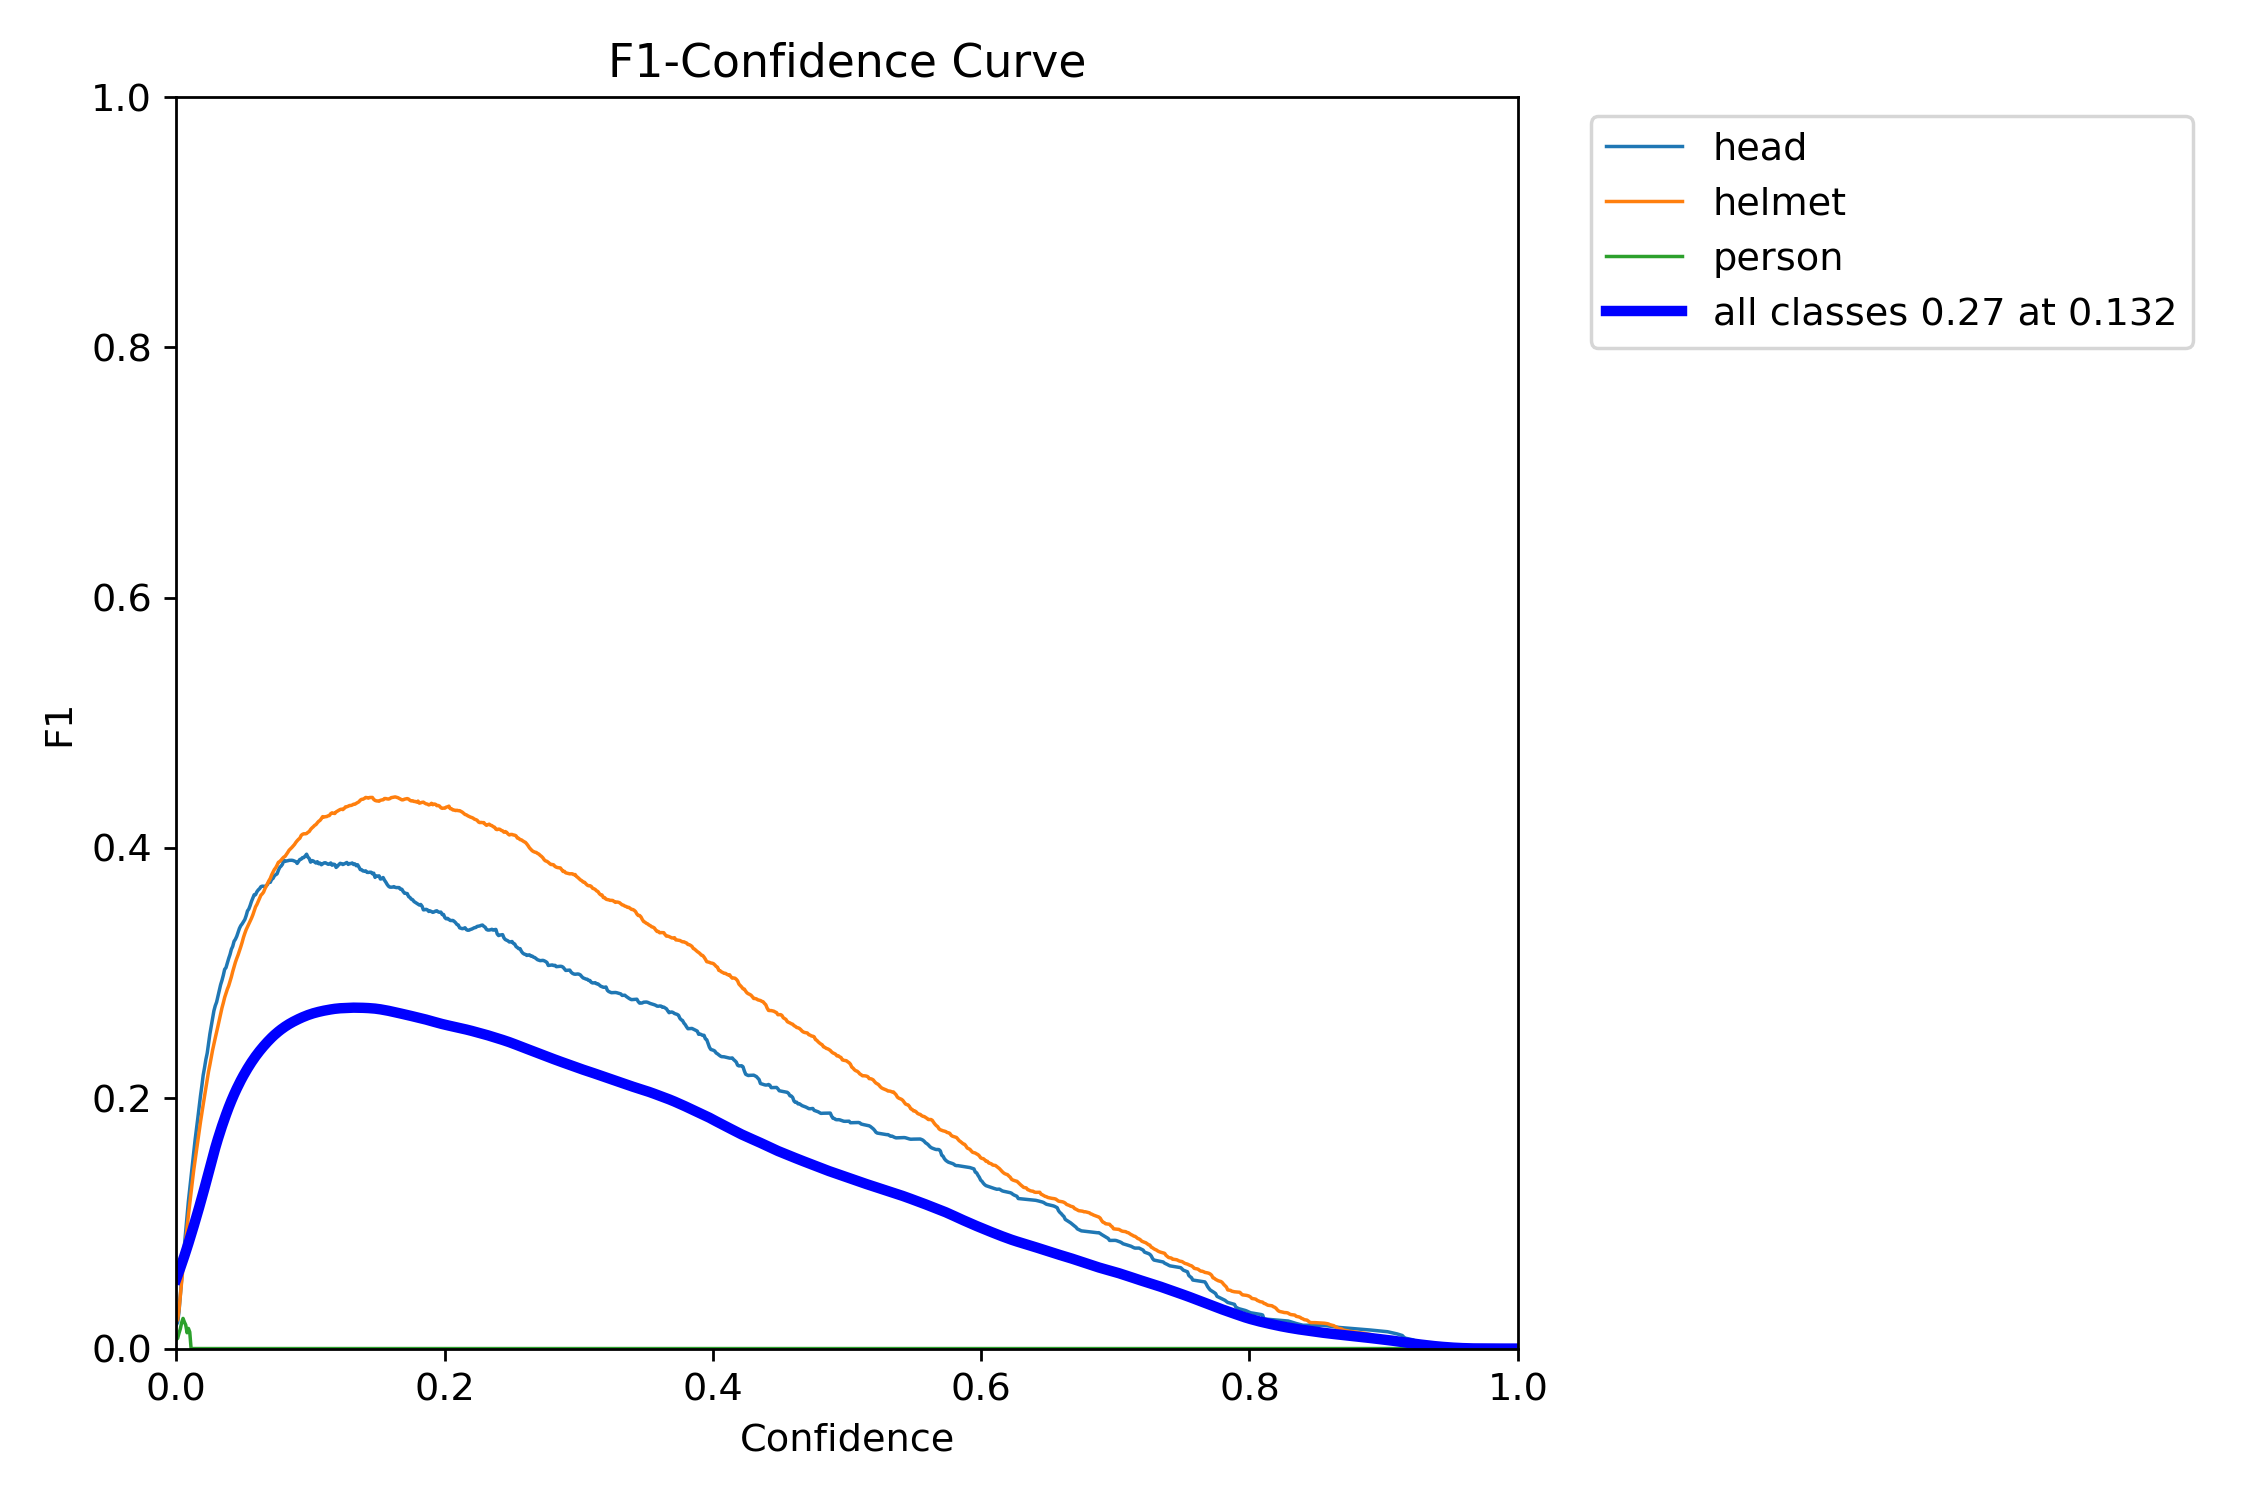 F1-Confidence Curve
1.0
0.8
0.6
0.4
0.2
0.0
F1
0.0 0.2 0.4 0.6 0.8 1.0
Confidence
head
helmet
person
all classes 0.27 at 0.132